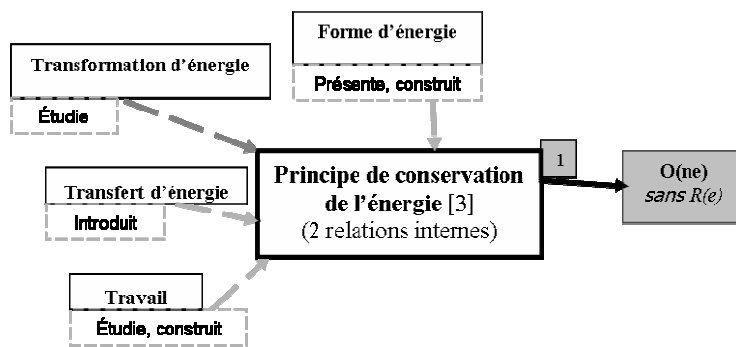 Forme d'énergie
Présente, construit
Transformation d'énergie
Étudie
Transfert d'énergie
Introduit
Travail
Étudie, construit
Principe de conservation
de l'énergie [3]
(2 relations internes)
1
O(ne)
sans R(e)